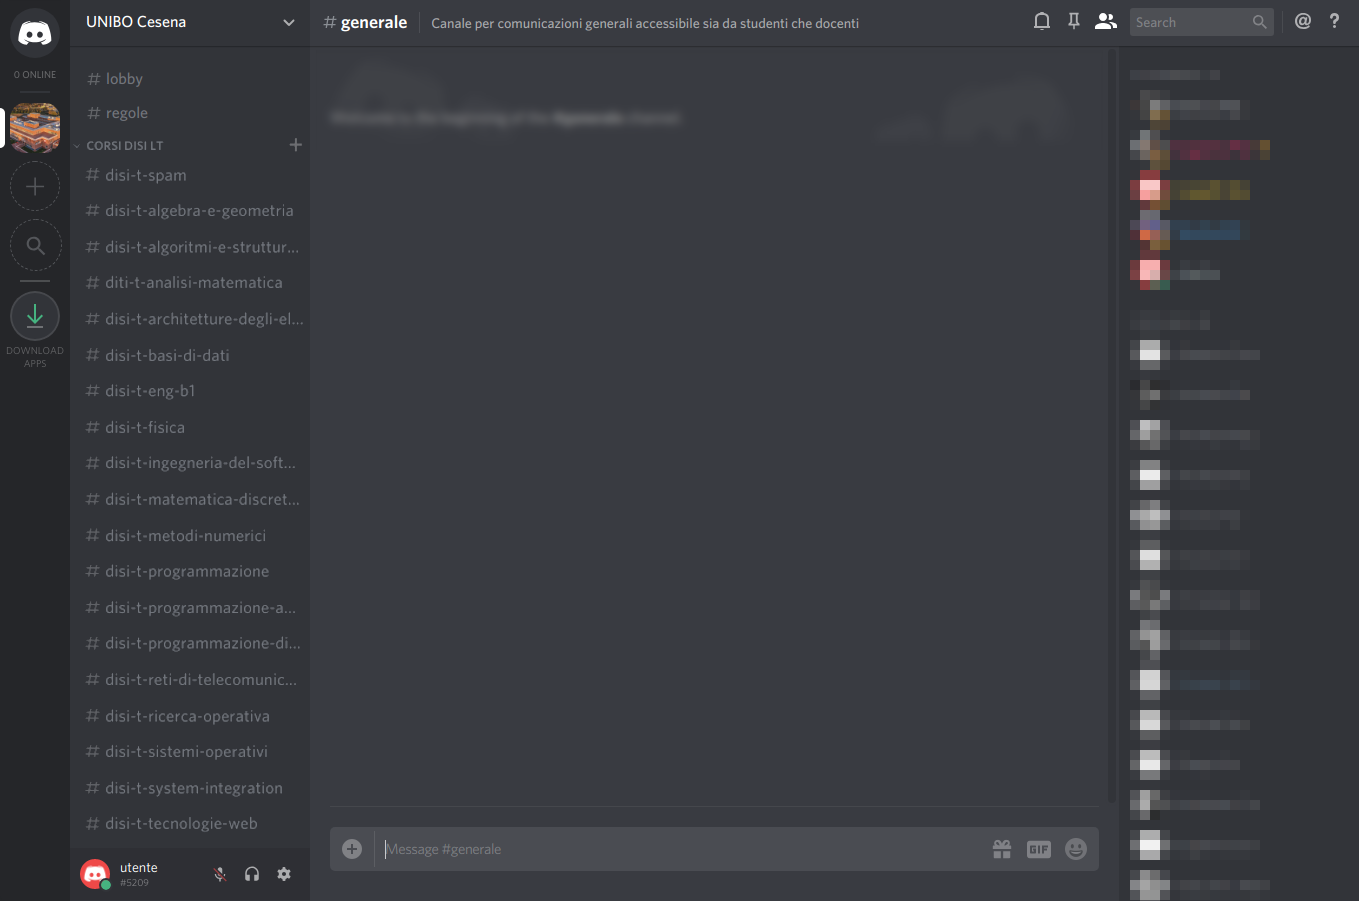 UNIBO Cesena
# generale
Canale per comunicazioni generali accessibile sia da studenti che docenti
Search
@
?
0 ONLINE
DOWNLOAD
APPS
# lobby
# regole
CORSI DISI LT
# disi-t-spam
# disi-t-algebra-e-geometria
# disi-t-algoritmi-e-struttur...
# diti-t-analisi-matematica
# disi-t-architetture-degli-el...
# disi-t-basi-di-dati
# disi-t-eng-b1
# disi-t-fisica
# disi-t-ingegneria-del-soft...
# disi-t-matematica-discret...
# disi-t-metodi-numerici
# disi-t-programmazione
# disi-t-programmazione-a...
# disi-t-programmazione-di...
# disi-t-reti-di-telecomunic...
# disi-t-ricerca-operativa
# disi-t-sistemi-operativi
# disi-t-system-integration
# disi-t-tecnologie-web
utente
#5209
Message #generale
GIF